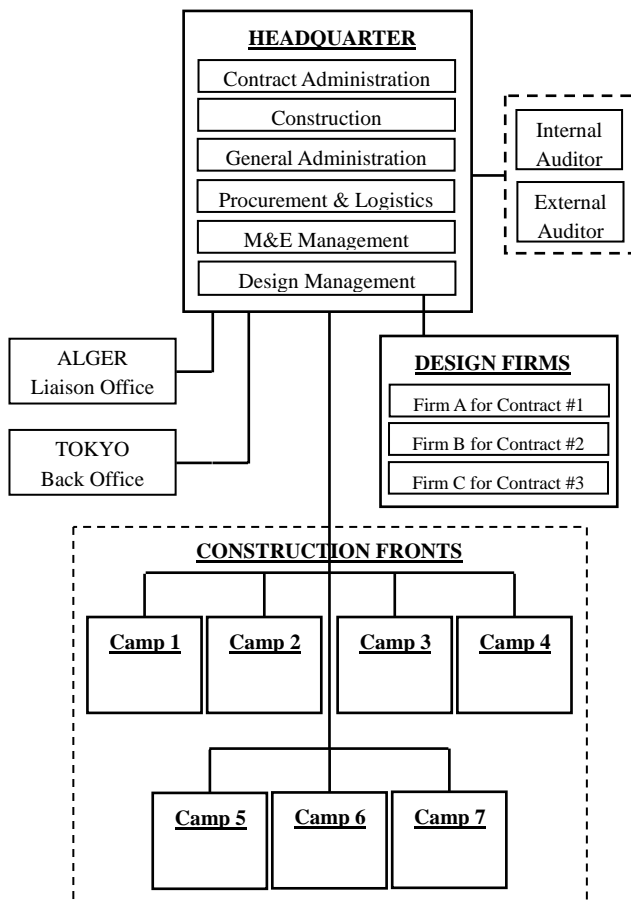 HEADQUARTER
Contract Administration
Construction
General Administration
Procurement & Logistics
M&E Management
Design Management
Internal
Auditor
External
Auditor
ALGER
Liaison Office
TOKYO
Back Office
DESIGN FIRMS
Firm A for Contract #1
Firm B for Contract #2
Firm C for Contract #3
CONSTRUCTION FRONTS
Camp 1
Camp 2
Camp 3
Camp 4
Camp 5
Camp 6
Camp 7